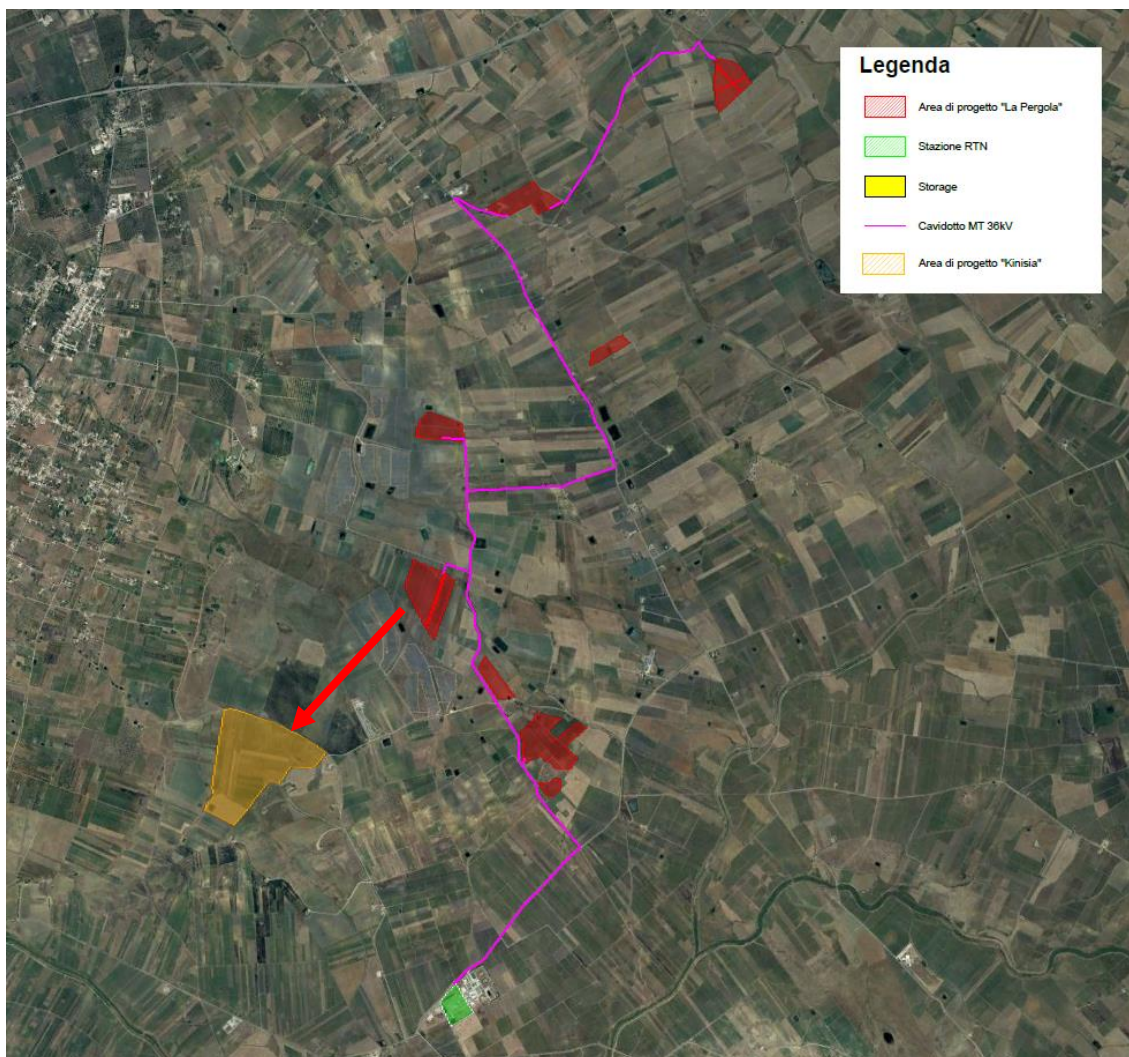 Legenda
Area di progetto "La Pergola"
Stazione RTN
Storage
Cavidotto MT 36kV
Area di progetto "Kinisia"